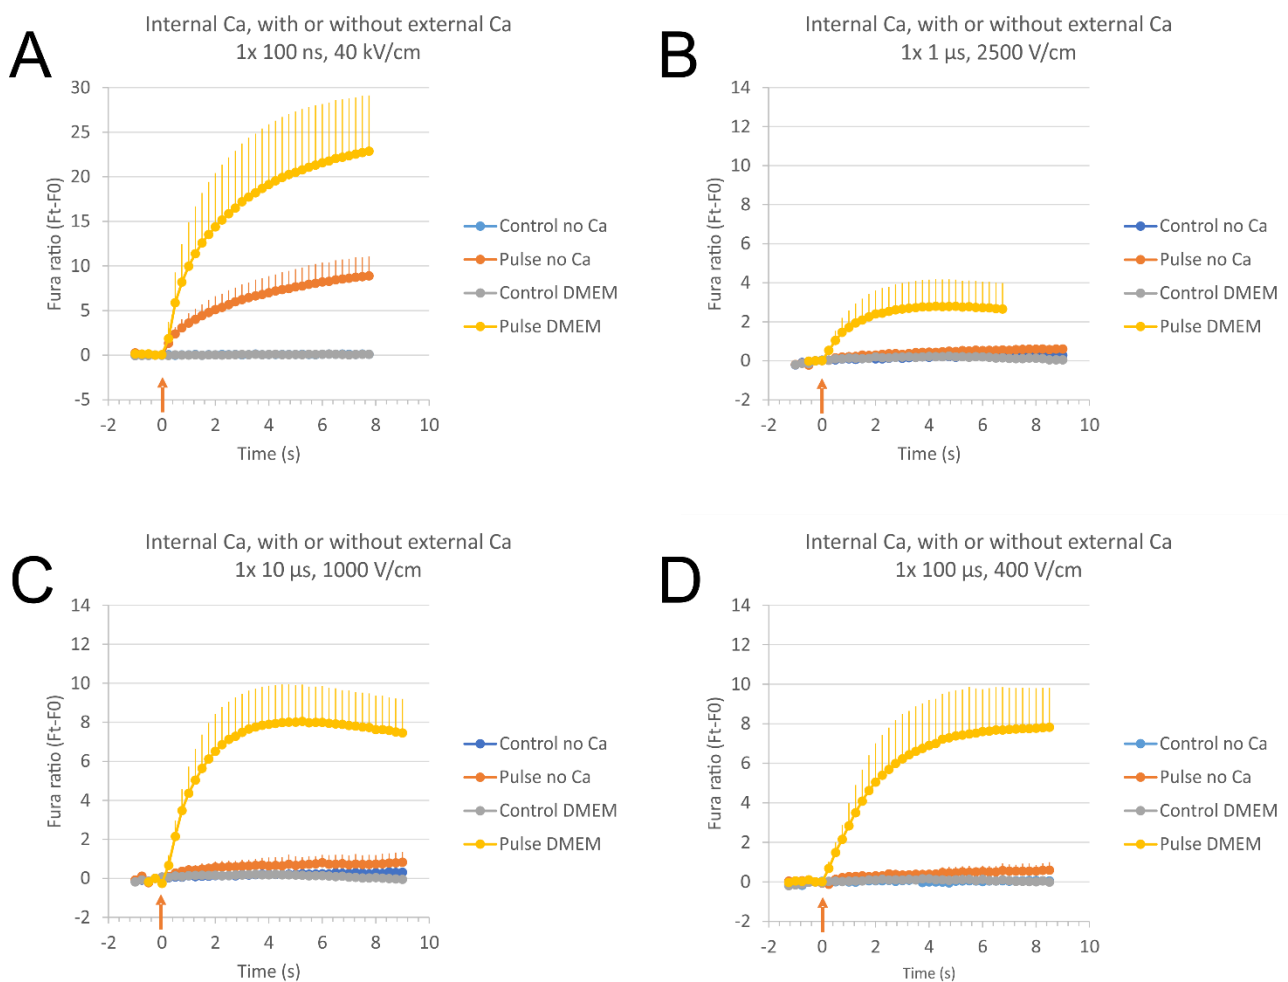 A
Internal Ca, with or without external Ca
1x 100 ns, 40 kV/cm
30
25
20
15
10
5
0
-5
Fura ratio (Ft-F0)
-2 0 2 4 6 8 10
Time (s)
Control no Ca
Pulse no Ca
Control DMEM
Pulse DMEM
B
Internal Ca, with or without external Ca
1x 1 µs, 2500 V/cm
14
12
10
8
6
4
2
0
-2
Fura ratio (Ft-F0)
-2 0 2 4 6 8 10
Time (s)
Control no Ca
Pulse no Ca
Control DMEM
Pulse DMEM
C
Internal Ca, with or without external Ca
1x 10 µs, 1000 V/cm
14
12
10
8
6
4
2
0
-2
Fura ratio (Ft-F0)
-2 0 2 4 6 8 10
Time (s)
Control no Ca
Pulse no Ca
Control DMEM
Pulse DMEM
D
Internal Ca, with or without external Ca
1x 100 µs, 400 V/cm
14
12
10
8
6
4
2
0
-2
Fura ratio (Ft-F0)
-2 0 2 4 6 8 10
Time (s)
Control no Ca
Pulse no Ca
Control DMEM
Pulse DMEM